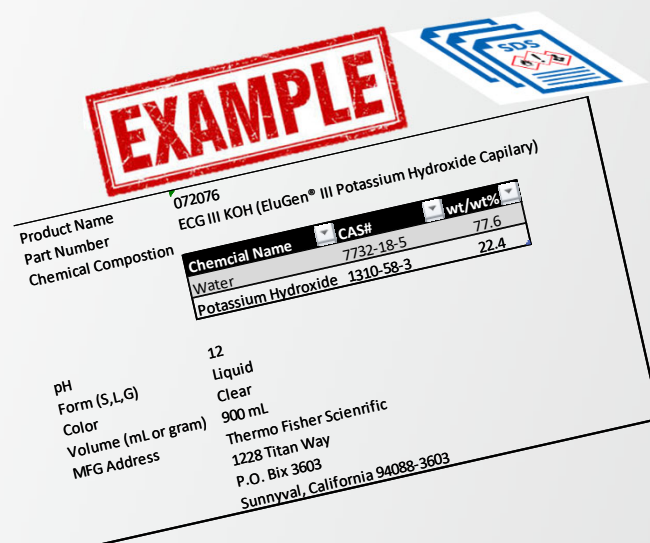 SDS
EXAMPLE
Product Name 072076
Part Number ECG III KOH (EluGen® III Potassium Hydroxide Capilary)
Chemical Compostion
Chemcial Name CAS# wt/wt%
Water 7732-18-5 77.6
Potassium Hydroxide 1310-58-3 22.4
pH 12
Form (S,L,G) Liquid
Color Clear
Volume (mL or gram) 900 mL
MFG Address Thermo Fisher Scienrific
1228 Titan Way
P.O. Bix 3603
Sunnyval, California 94088-3603